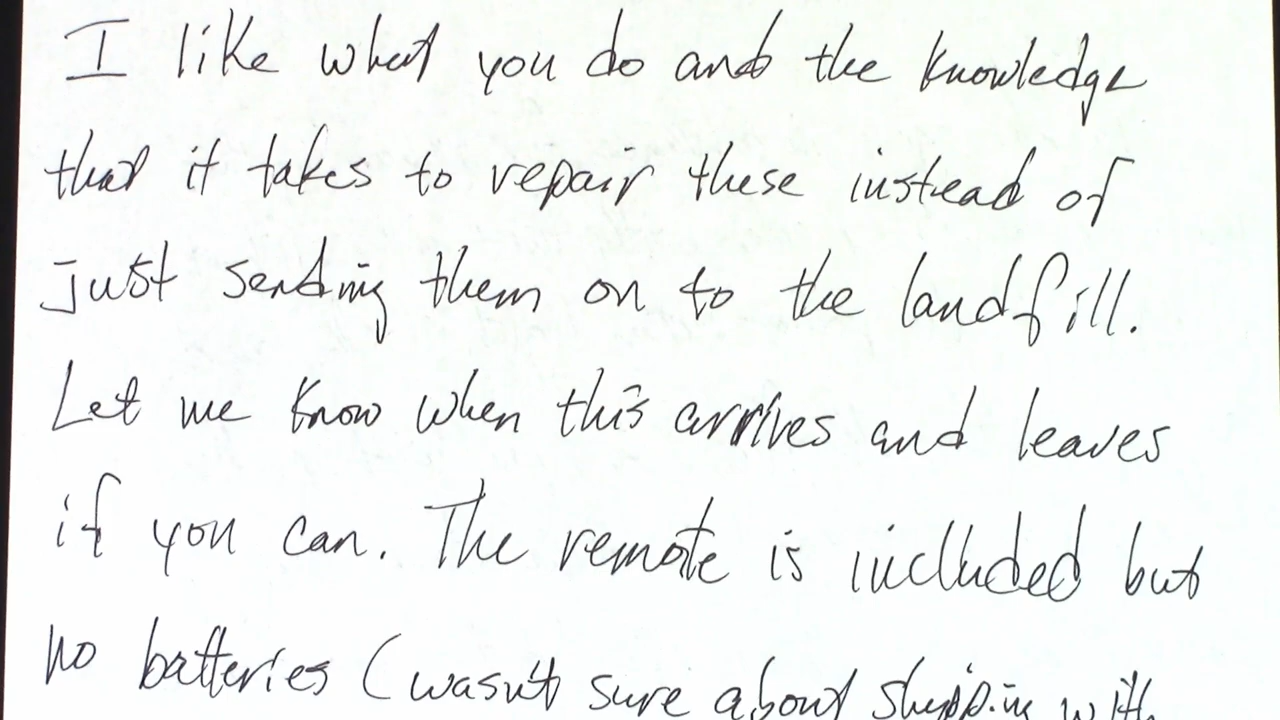 I like what you do and the knowledge
that it takes to repair these instead of
just sending them on to the landfill.
Let me know when this arrives and leaves
if you can. The remote is included but
no batteries (wasn't sure about shipping with